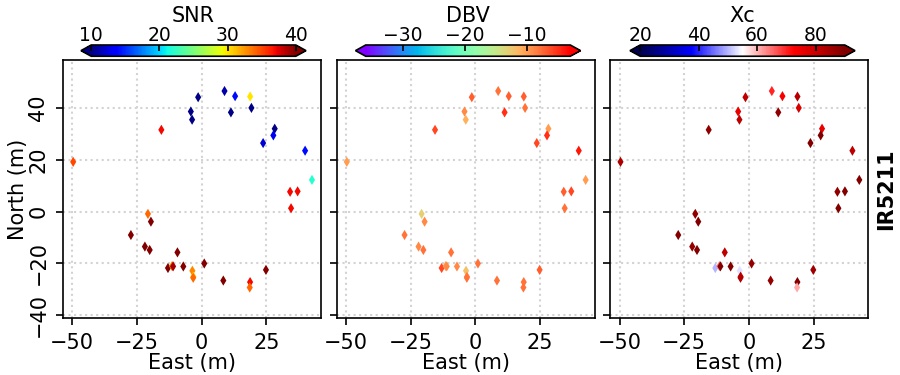 SNR DBV Xc
10 20 30 40 −30 −20 −10 20 40 60 80
North (m)
40
20
0
−20
−40
IR5211
−50 −25 0 25 −50 −25 0 25 −50 −25 0 25
East (m) East (m) East (m)